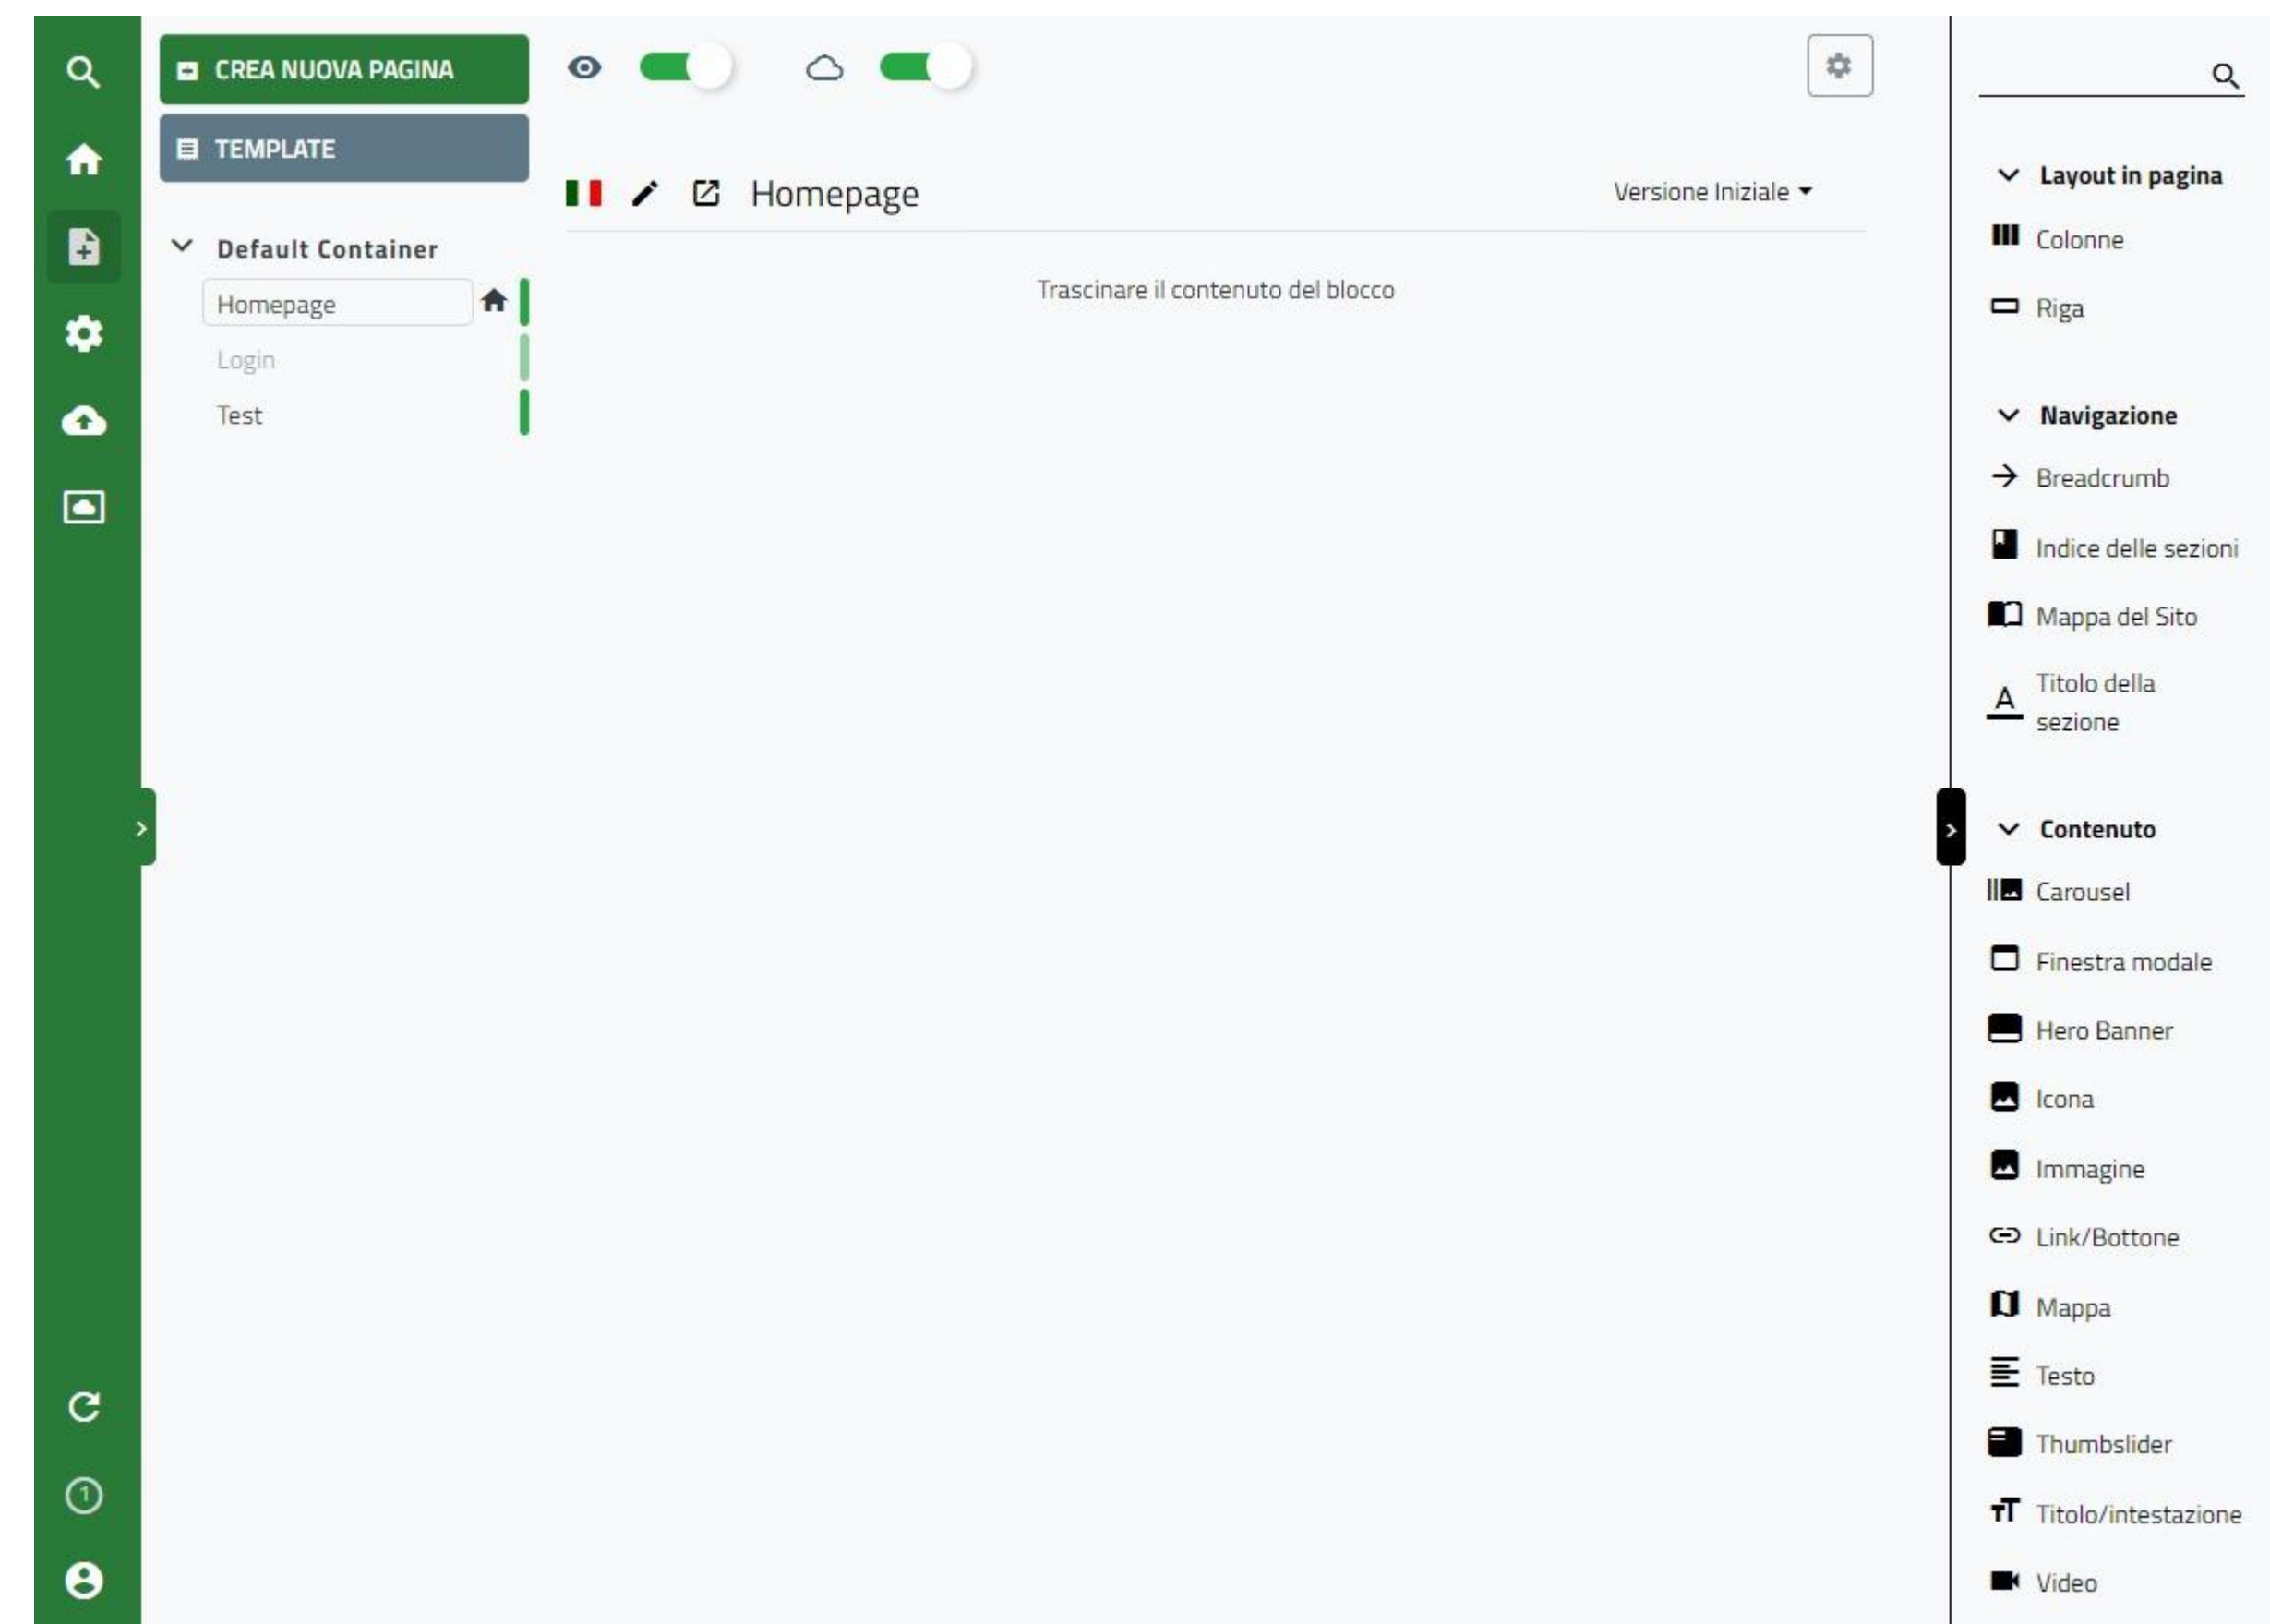 CREA NUOVA PAGINA
TEMPLATE
Default Container
Homepage
Login
Test
Homepage
Versione Iniziale
Trascinare il contenuto del blocco
Layout in pagina
Colonne
Riga
Navigazione
Breadcrumb
Indice delle sezioni
Mappa del Sito
Titolo della
sezione
Contenuto
Carousel
Finestra modale
Hero Banner
Icona
Immagine
Link/Bottone
Mappa
Testo
Thumbslider
Titolo/intestazione
Video
1